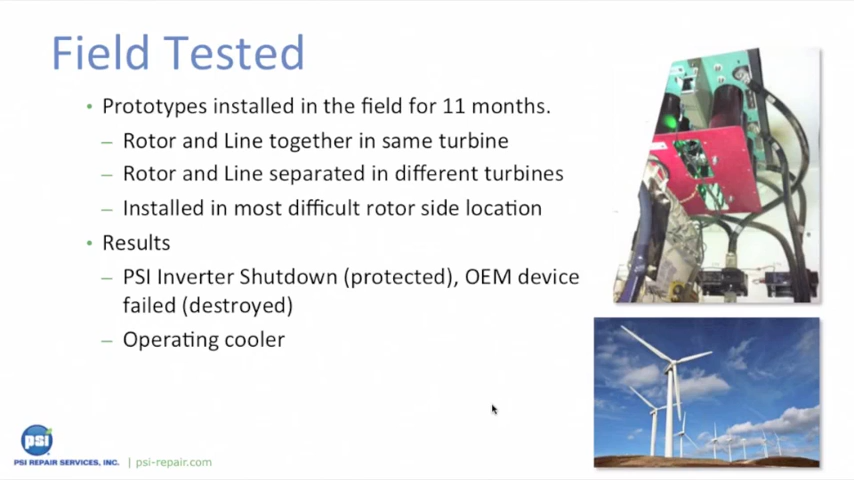 Field Tested
• Prototypes installed in the field for 11 months.
– Rotor and Line together in same turbine
– Rotor and Line separated in different turbines
– Installed in most difficult rotor side location
• Results
– PSI Inverter Shutdown (protected), OEM device
failed (destroyed)
– Operating cooler
psi
PSI REPAIR SERVICES, INC. | psi-repair.com